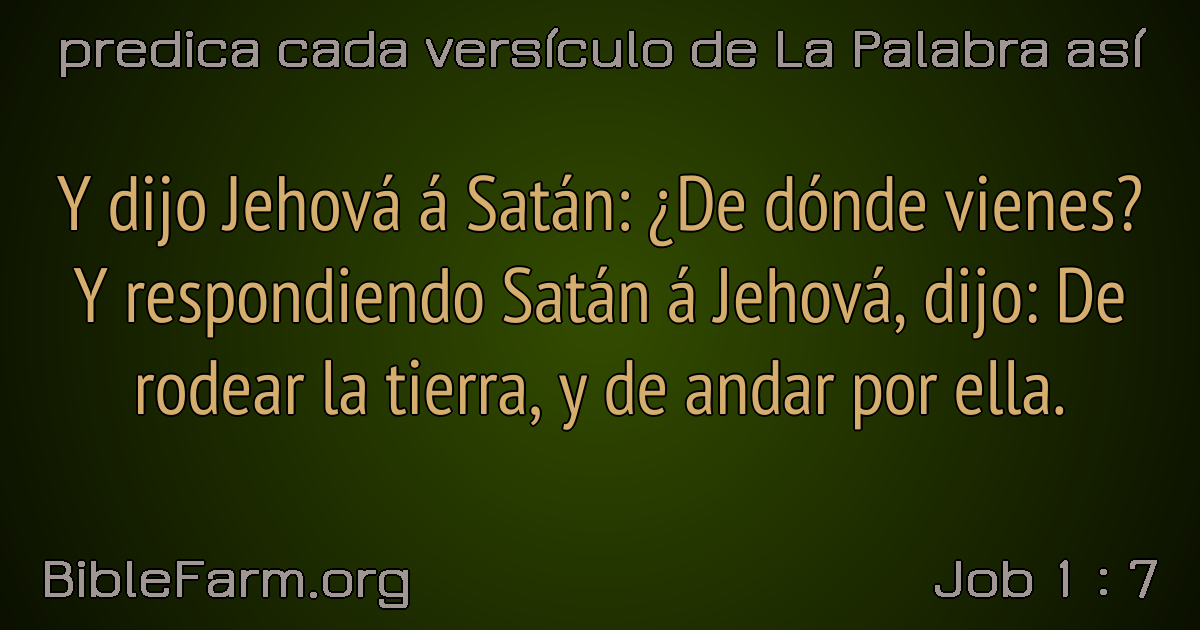 predica cada versículo de La Palabra así
Y dijo Jehová á Satán: ¿De dónde vienes?
Y respondiendo Satán á Jehová, dijo: De
rodear la tierra, y de andar por ella.
BibleFarm.org
Job 1 : 7